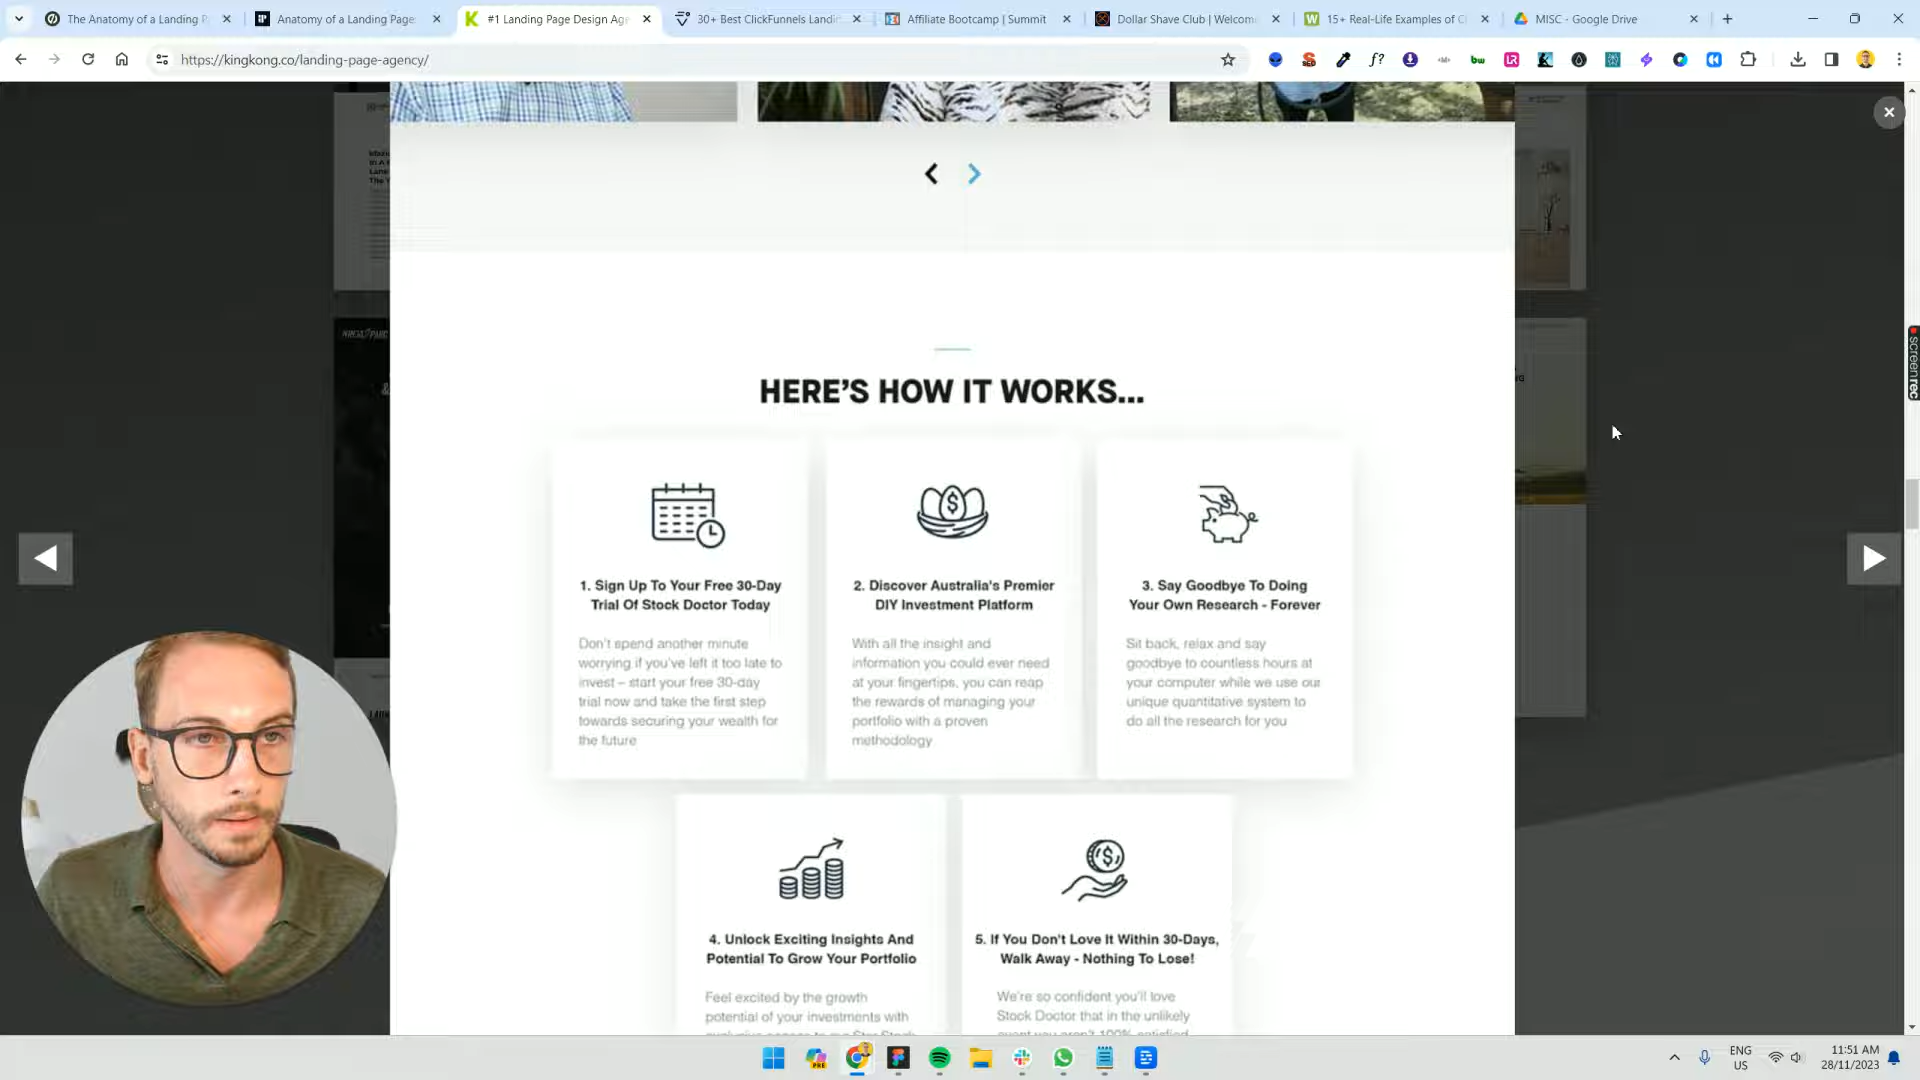 The Anatomy of a Landing P
Anatomy of a Landing Page
#1 Landing Page Design Age
30+ Best ClickFunnels Landi
Affiliate Bootcamp | Summit
Dollar Shave Club | Welcom
15+ Real-Life Examples of C
MISC - Google Drive
https://kingkong.co/landing-page-agency/
HERE'S HOW IT WORKS...
1. Sign Up To Your Free 30-Day
Trial Of Stock Doctor Today
Don't spend another minute
worrying if you've left it too late to
invest – start your free 30-day
trial now and take the first step
towards securing your wealth for
the future
2. Discover Australia's Premier
DIY Investment Platform
With all the insight and
information you could ever need
at your fingertips, you can reap
the rewards of managing your
portfolio with a proven
methodology
3. Say Goodbye To Doing
Your Own Research - Forever
Sit back, relax and say
goodbye to countless hours at
your computer while we use our
unique quantitative system to
do all the research for you
4. Unlock Exciting Insights And
Potential To Grow Your Portfolio
Feel excited by the growth
potential of your investments with
5. If You Don't Love It Within 30-Days,
Walk Away - Nothing To Lose!
We're so confident you'll love
Stock Doctor that in the unlikely
screenrec
ENG
US
11:51 AM
28/11/2023